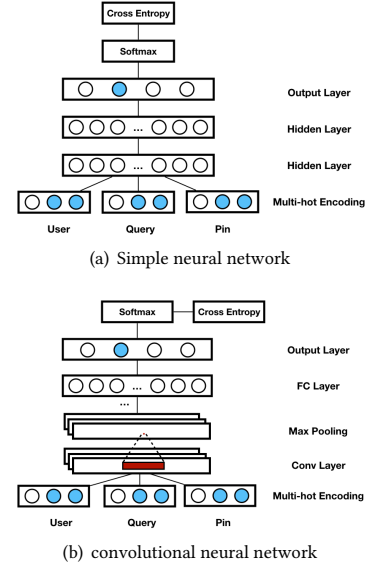 Cross Entropy
Softmax
Output Layer
...
Hidden Layer
Hidden Layer
...
Multi-hot Encoding
User Query Pin
(a) Simple neural network
Softmax Cross Entropy
Output Layer
... FC Layer
...
Max Pooling
Conv Layer
Multi-hot Encoding
User Query Pin
(b) convolutional neural network